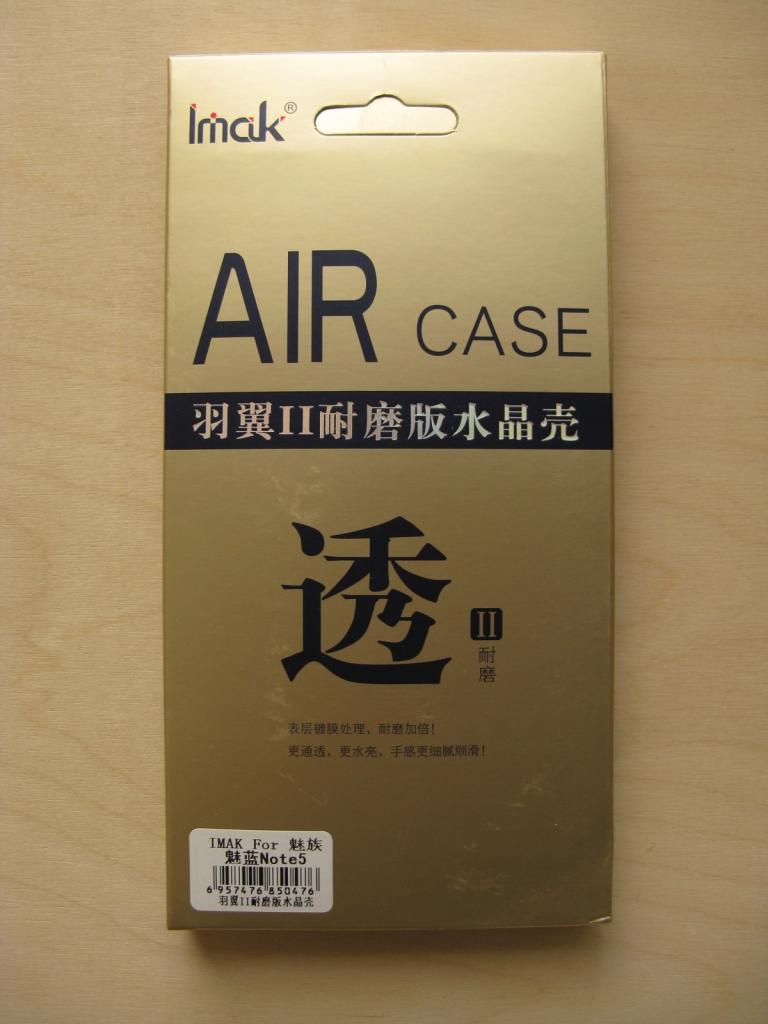 Imak®
AIR CASE
羽翼II耐磨版水晶壳
透
II
耐磨
表层镀膜处理，耐磨加倍！
更通透，更水亮，手感更细腻顺滑！
IMAK For 魅族
魅蓝Note5
6 957476 850476
羽翼II耐磨版水晶壳